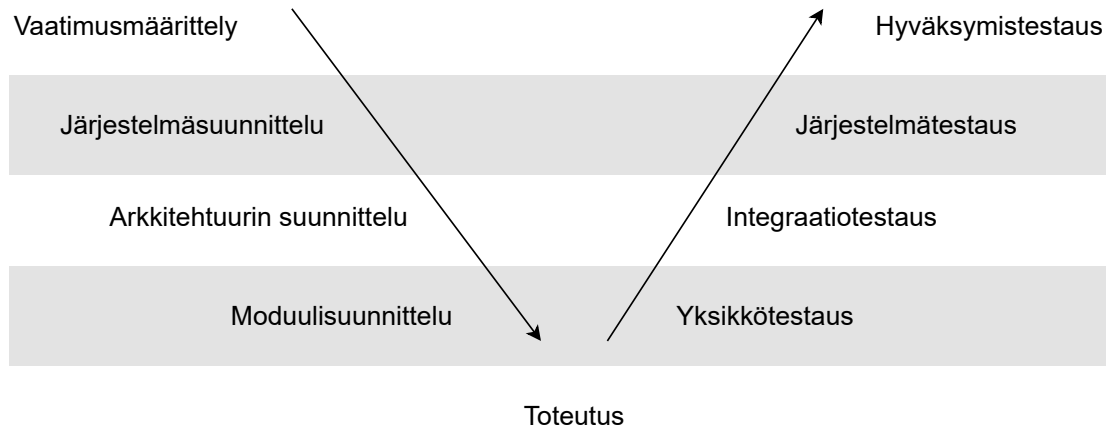 Vaatimusmäärittely
Hyväksymistestaus
Järjestelmäsuunnittelu
Järjestelmätestaus
Arkkitehtuurin suunnittelu
Integraatiotestaus
Moduulisuunnittelu
Yksikkötestaus
Toteutus